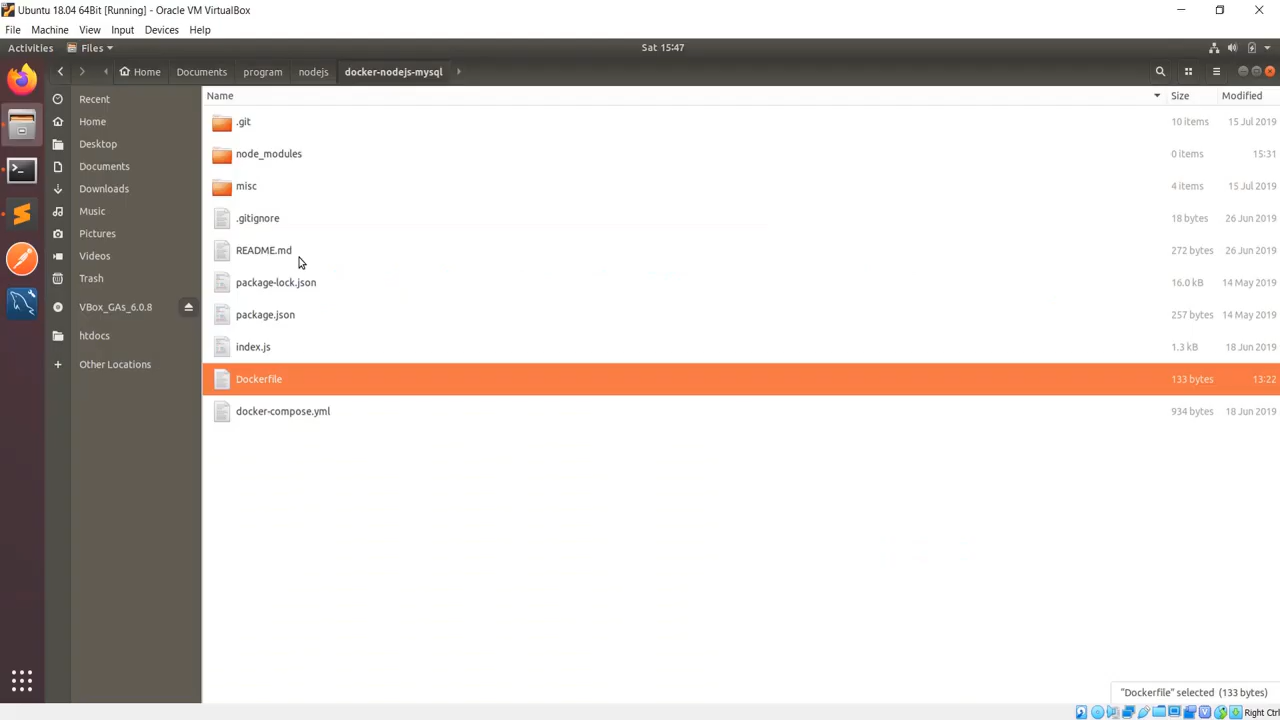 Ubuntu 18.04 64Bit [Running] - Oracle VM VirtualBox
File Machine View Input Devices Help
Activities Files Sat 15:47
Home Documents program nodejs docker-nodejs-mysql
Name Size Modified
Recent
Home
Desktop
Documents
Downloads
Music
Pictures
Videos
Trash
VBox_GAs_6.0.8
htdocs
Other Locations
.git 10 items 15 Jul 2019
node_modules 0 items 15:31
misc 4 items 15 Jul 2019
.gitignore 18 bytes 26 Jun 2019
README.md 272 bytes 26 Jun 2019
package-lock.json 16.0 kB 14 May 2019
package.json 257 bytes 14 May 2019
index.js 1.3 kB 18 Jun 2019
Dockerfile 133 bytes 13:22
docker-compose.yml 934 bytes 18 Jun 2019
“Dockerfile” selected (133 bytes)
Right Ctrl